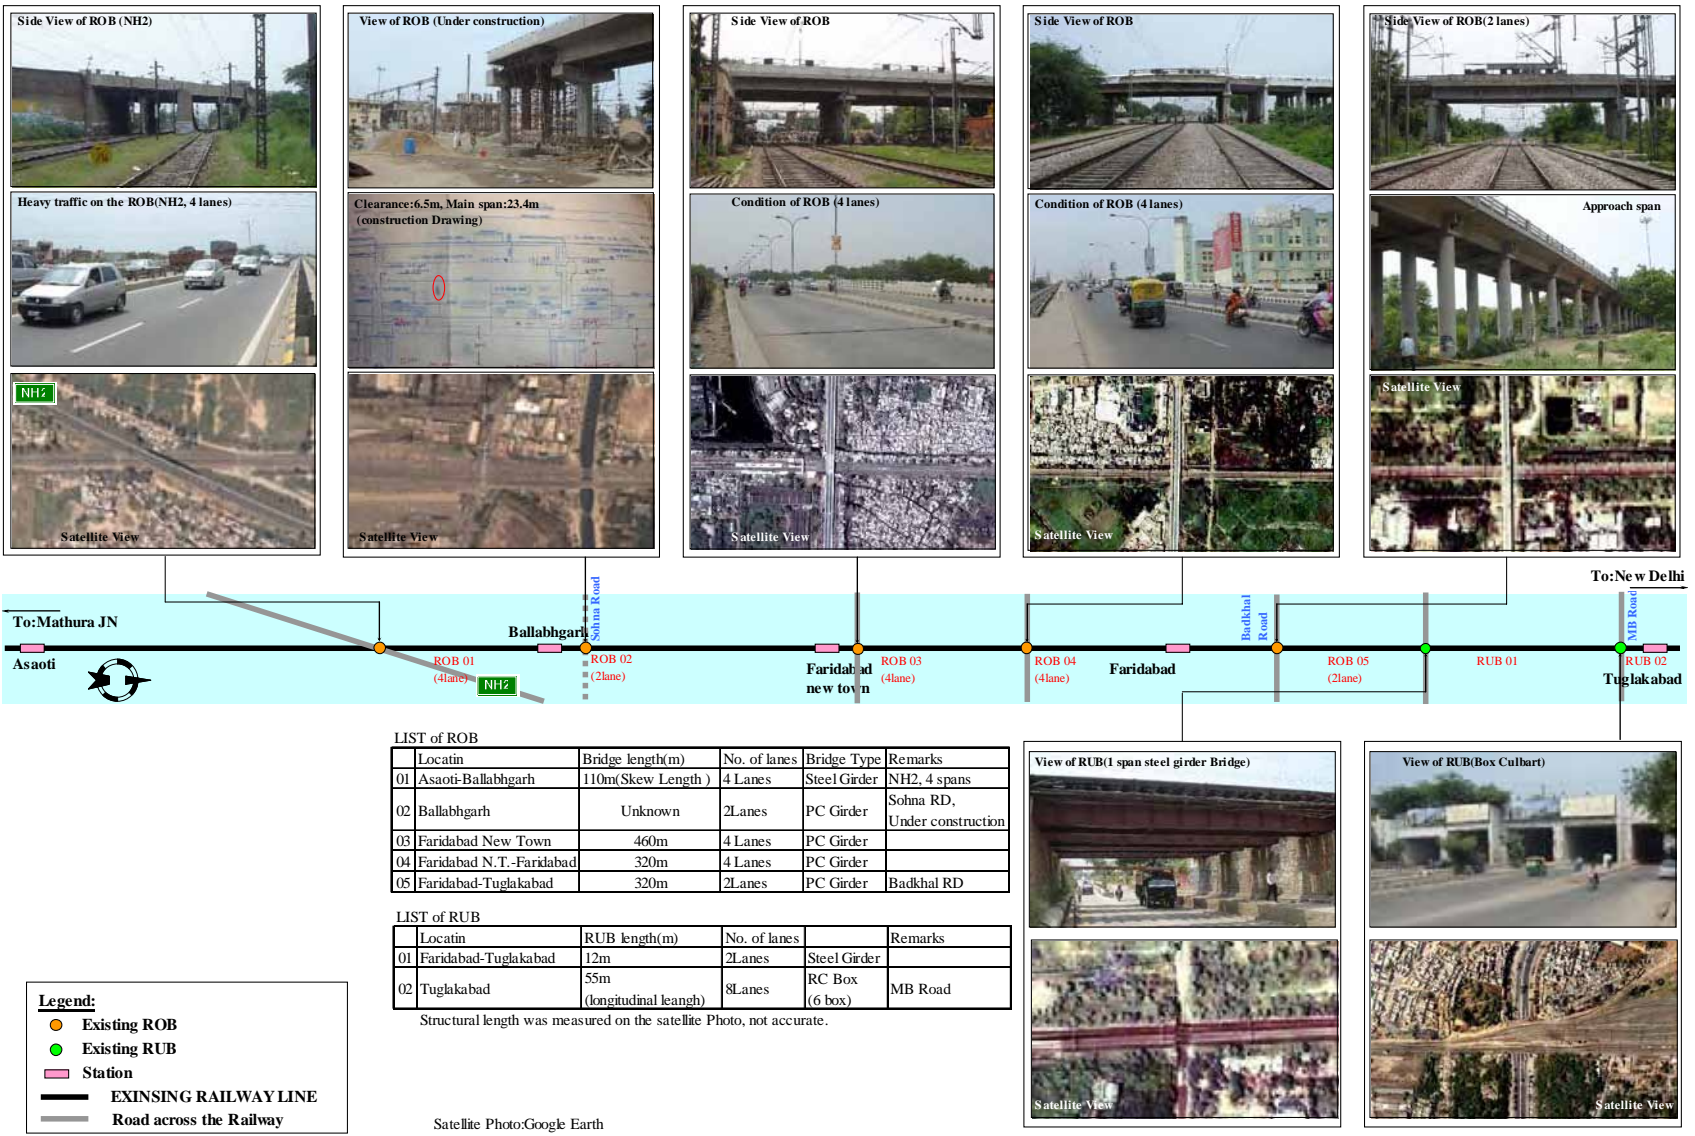 Side View of ROB (NH2)
Heavy traffic on the ROB(NH2, 4 lanes)
NH2
Satellite View
View of ROB (Under construction)
Clearance:6.5m, Main span:23.4m
(construction Drawing)
Satellite View
Side View of ROB
Condition of ROB (4 lanes)
Satellite View
Side View of ROB
Condition of ROB (4 lanes)
Satellite View
Side View of ROB(2 lanes)
Approach span
Satellite View
To:New Delhi
To:Mathura JN
Asaoti
ROB 01
(4lane)
NH2
Ballabhgarh
Sohna Road
ROB 02
(2lane)
Faridabad
new town
ROB 03
(4lane)
ROB 04
(4lane)
Faridabad
Badkhal
Road
ROB 05
(2lane)
RUB 01
MB Road
RUB 02
Tuglakabad
LIST of ROB
Locatin Bridge length(m) No. of lanes Bridge Type Remarks
01 Asaoti-Ballabhgarh 110m(Skew Length ) 4 Lanes Steel Girder NH2, 4 spans
02 Ballabhgarh Unknown 2Lanes PC Girder Sohna RD,
Under construction
03 Faridabad New Town 460m 4 Lanes PC Girder
04 Faridabad N.T.-Faridabad 320m 4 Lanes PC Girder
05 Faridabad-Tuglakabad 320m 2Lanes PC Girder Badkhal RD
LIST of RUB
Locatin RUB length(m) No. of lanes Remarks
01 Faridabad-Tuglakabad 12m 2Lanes Steel Girder
02 Tuglakabad 55m
(longitudinal leangh) 8Lanes RC Box
(6 box) MB Road
Structural length was measured on the satellite Photo, not accurate.
View of RUB(1 span steel girder Bridge)
Satellite View
View of RUB(Box Culbart)
Satellite View
Legend:
Existing ROB
Existing RUB
Station
EXINSING RAILWAY LINE
Road across the Railway
Satellite Photo:Google Earth